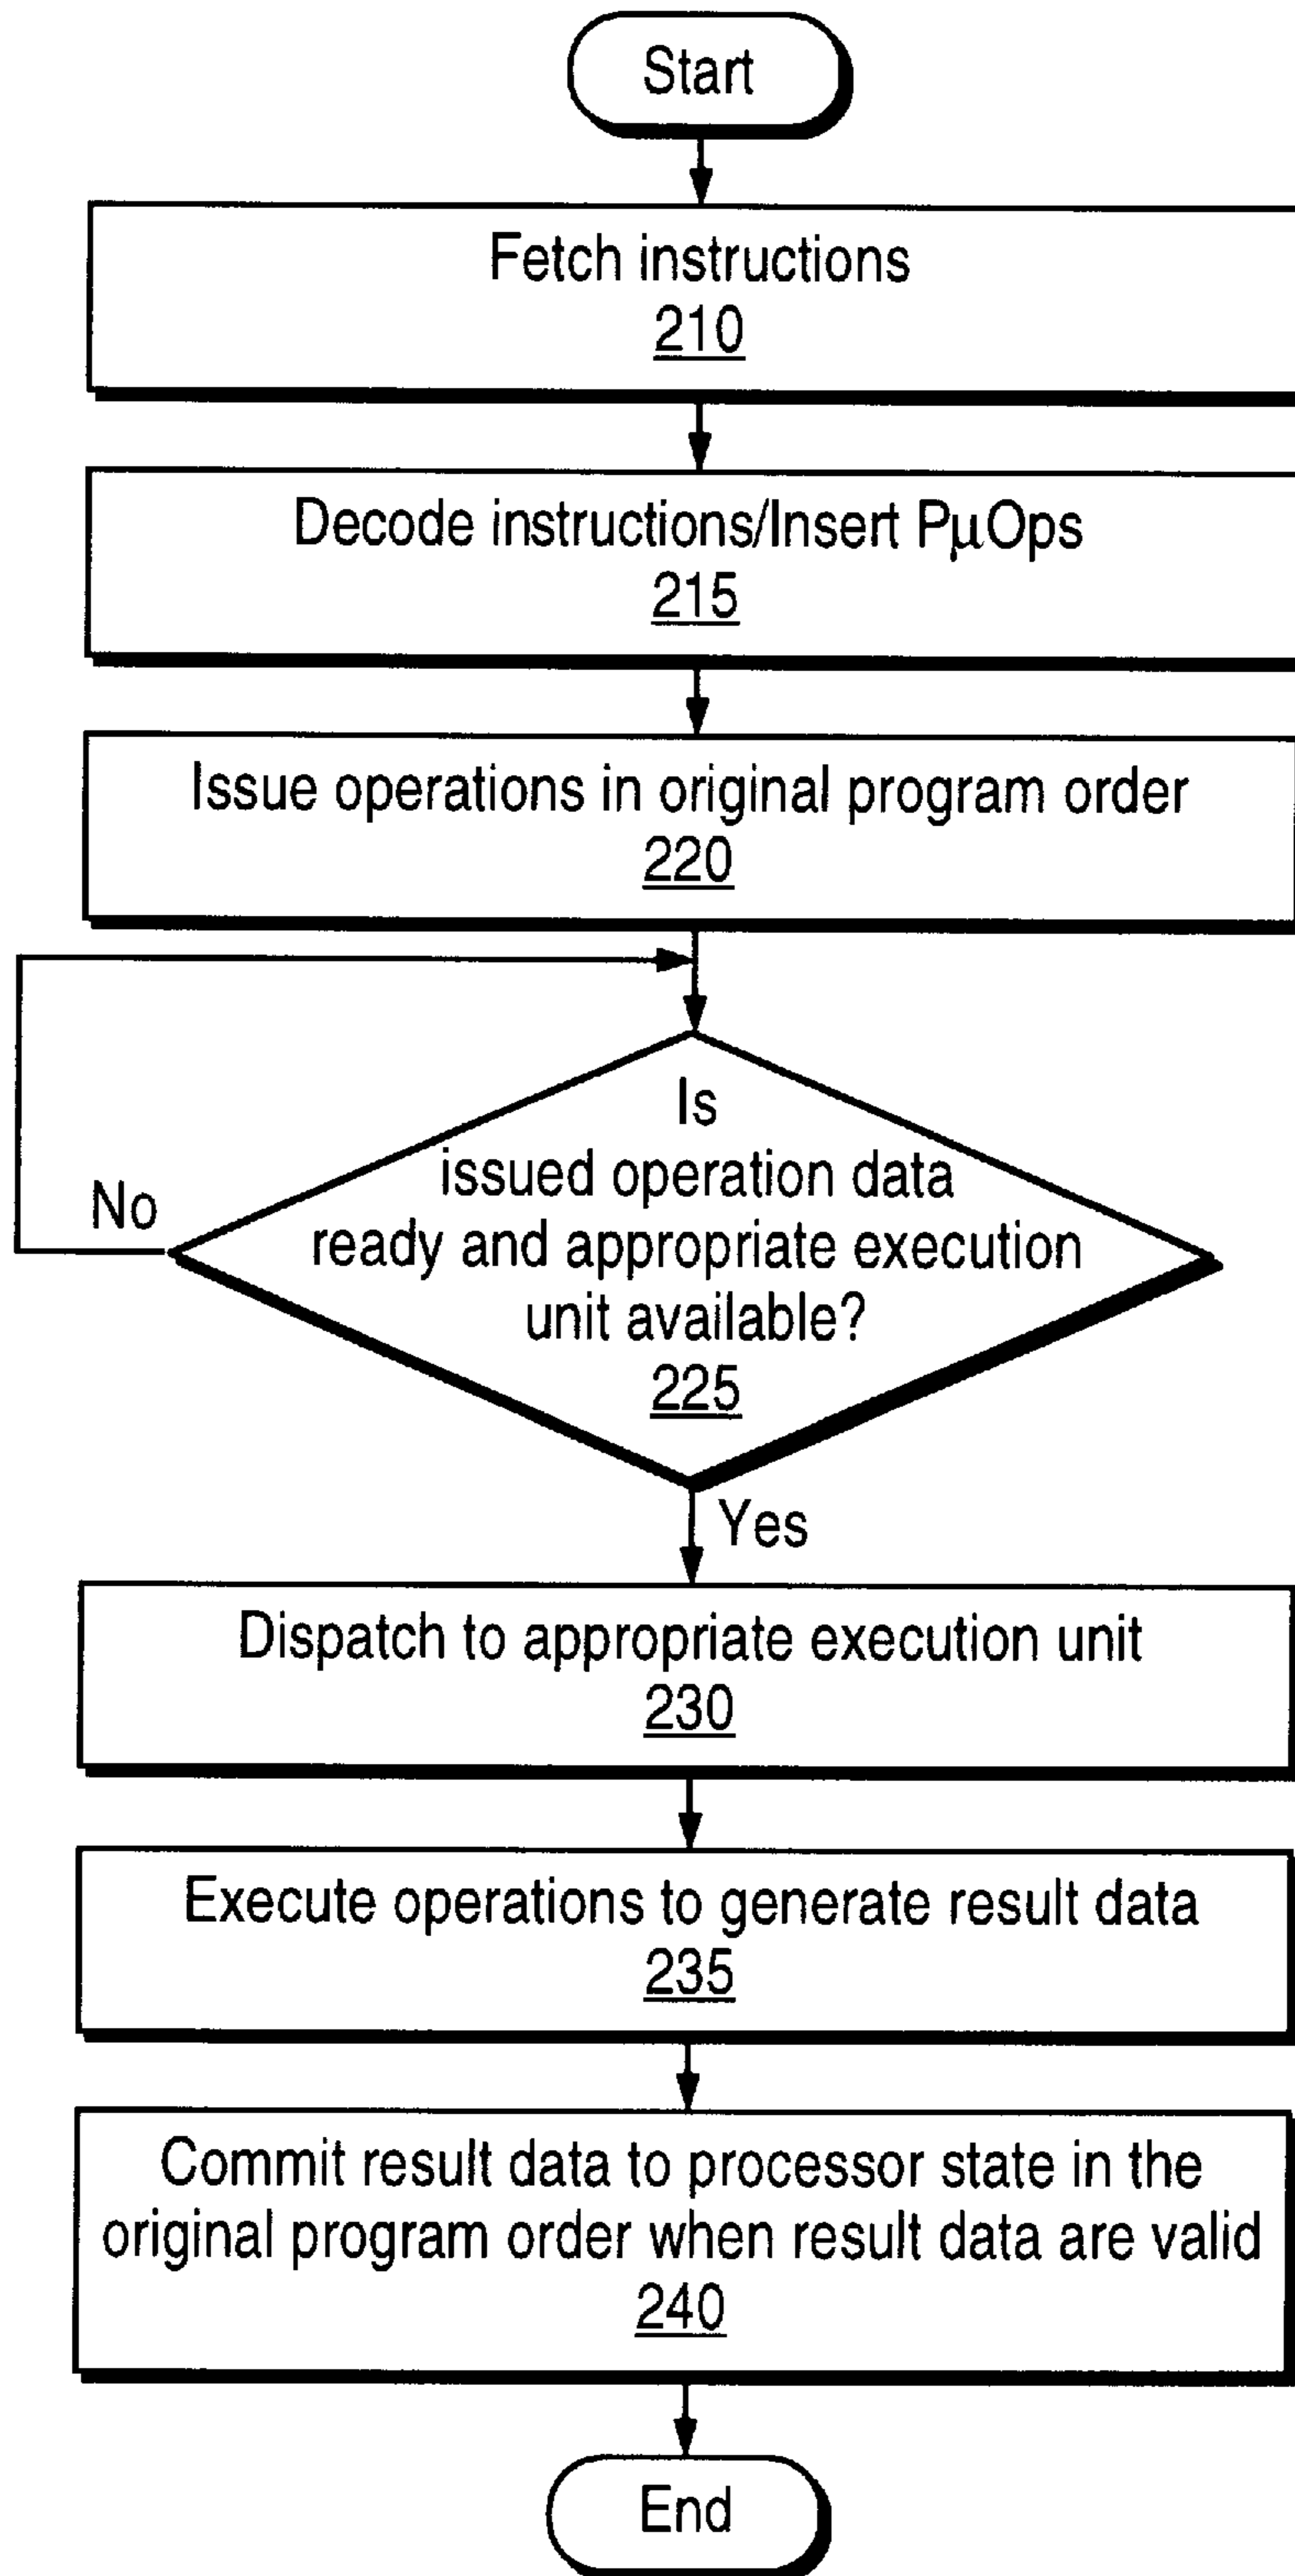 Start
Fetch instructions
210
Decode instructions/Insert PμOps
215
Issue operations in original program order
220
Is
issued operation data
ready and appropriate execution
unit available?
225
No
Yes
Dispatch to appropriate execution unit
230
Execute operations to generate result data
235
Commit result data to processor state in the
original program order when result data are valid
240
End